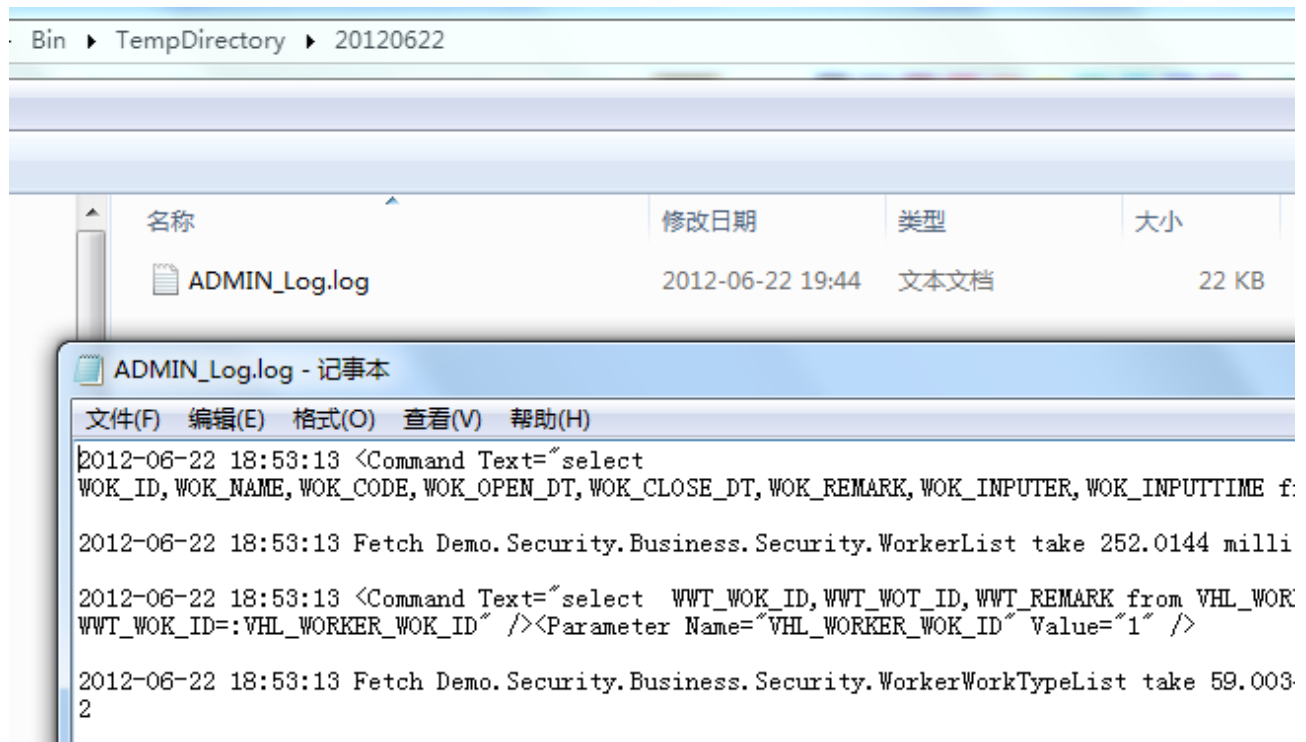 Bin ▸ TempDirectory ▸ 20120622
名称 修改日期 类型 大小
ADMIN_Log.log 2012-06-22 19:44 文本文档 22 KB
ADMIN_Log.log - 记事本
文件(F) 编辑(E) 格式(O) 查看(V) 帮助(H)
2012-06-22 18:53:13 <Command Text="select
WOK_ID,WOK_NAME,WOK_CODE,WOK_OPEN_DT,WOK_CLOSE_DT,WOK_REMARK,WOK_INPUTER,WOK_INPUTTIME
2012-06-22 18:53:13 Fetch Demo.Security.Business.Security.WorkerList take 252.0144 milli
2012-06-22 18:53:13 <Command Text="select  WWT_WOK_ID,WWT_WOT_ID,WWT_REMARK from VHL_WOR
WWT_WOK_ID=:VHL_WORKER_WOK_ID" /><Parameter Name="VHL_WORKER_WOK_ID" Value="1" />
2012-06-22 18:53:13 Fetch Demo.Security.Business.Security.WorkerWorkTypeList take 59.003
2